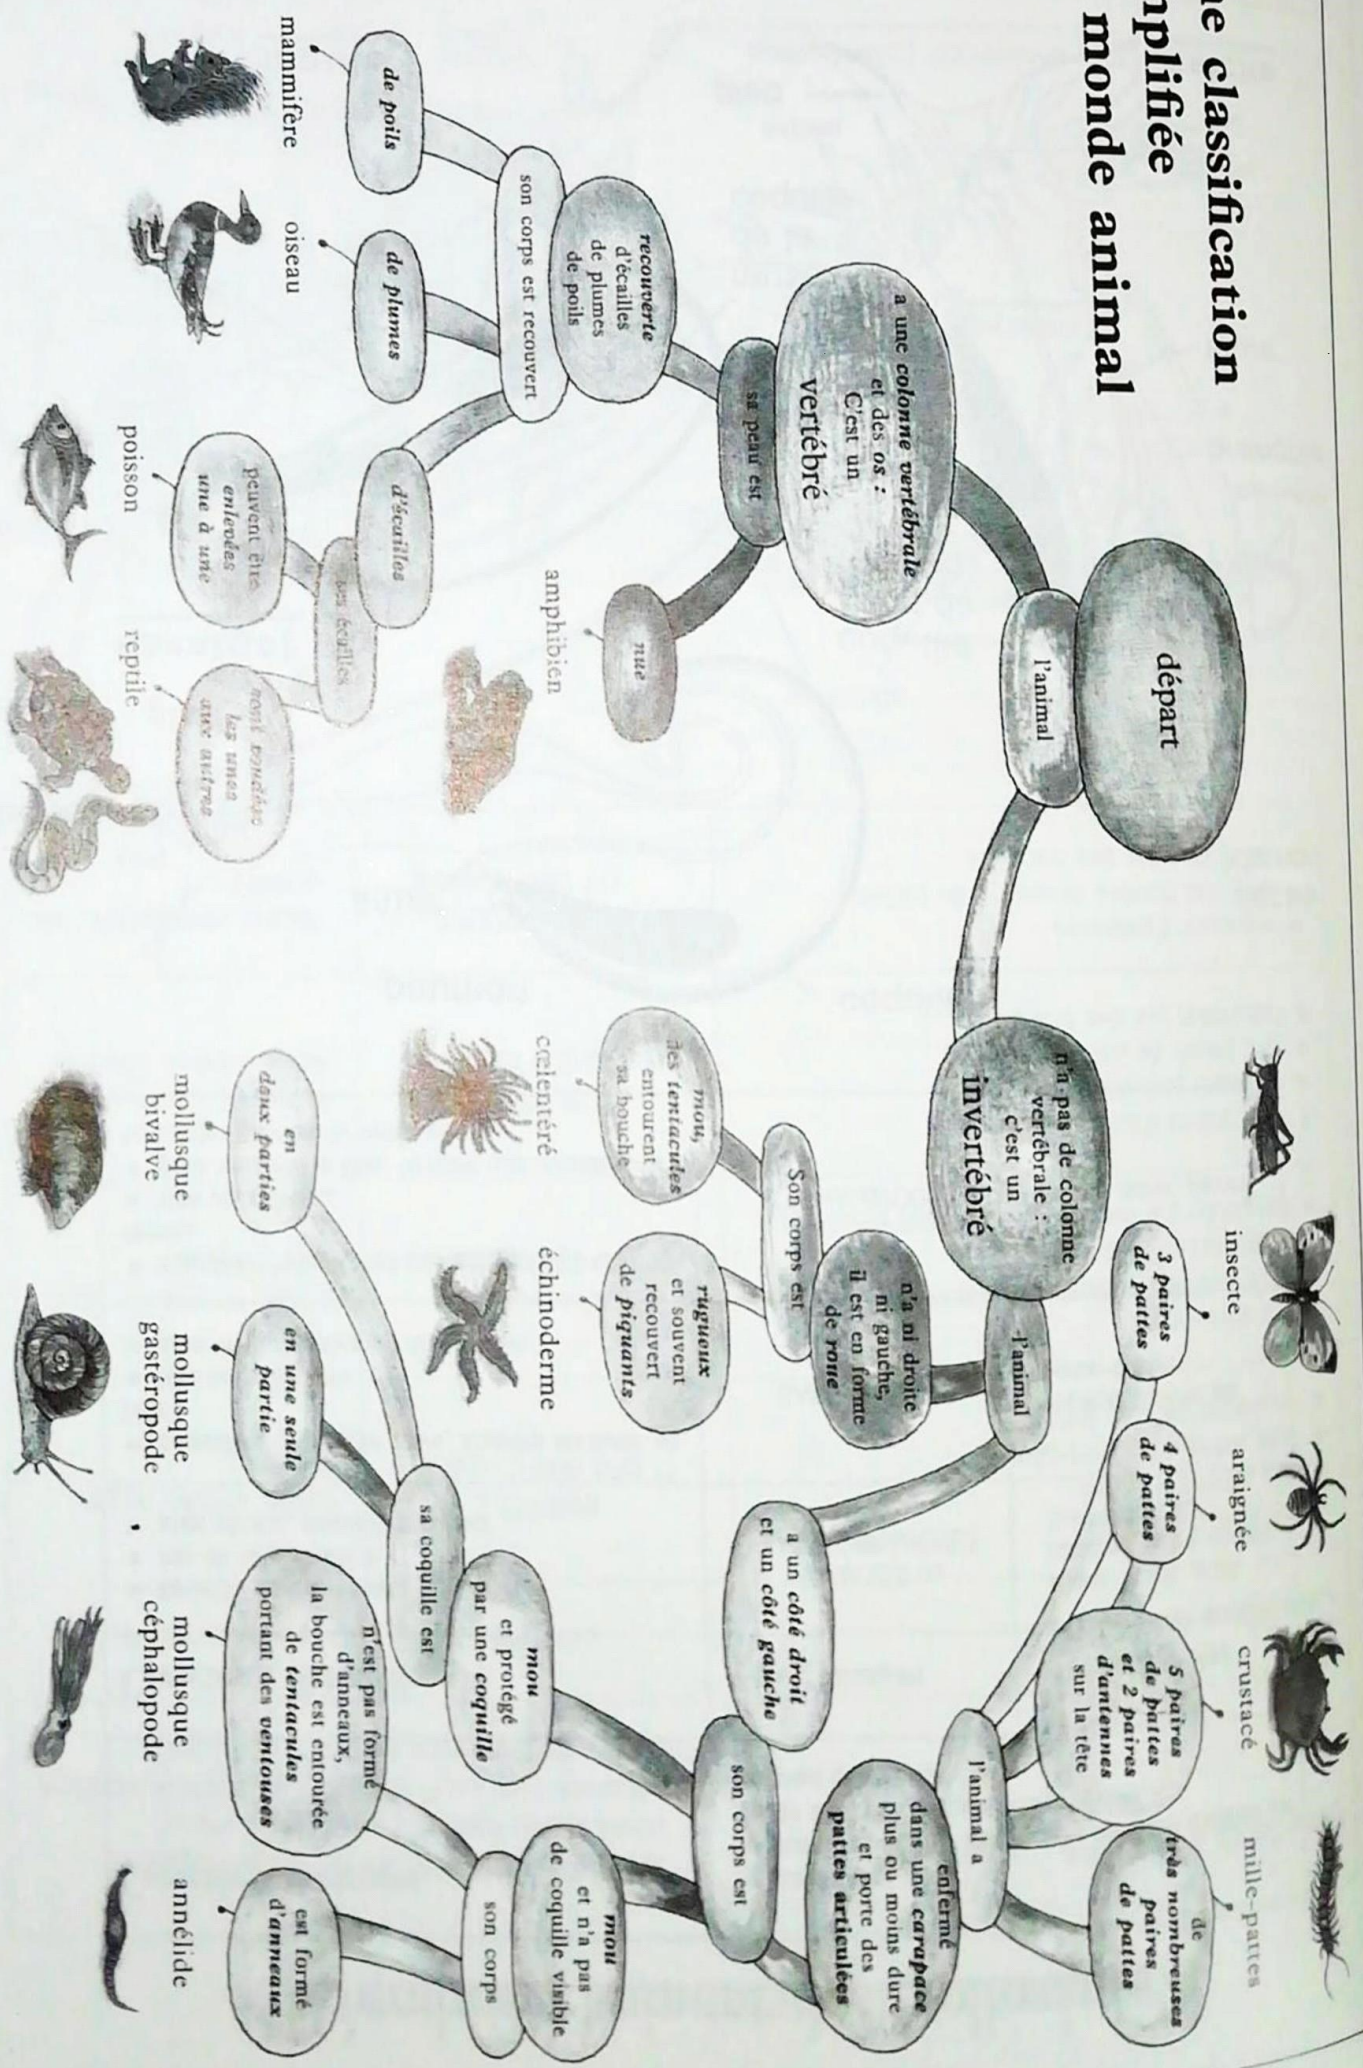 e classification
mplifiée
monde animal
départ
l'animal
a une colonne vertébrale
et des os :
C'est un
vertébré
sa peau est
recouverte
d'écailles
de plumes
de poils
nue
amphibien
son corps est recouvert
de poils
mammifère
de plumes
oiseau
d'écailles
ses écailles
peuvent être
enlevées
une à une
poisson
sont soudées
les unes
aux autres
reptile
n'a pas de colonne
vertébrale :
c'est un
invertébré
l'animal
n'a ni droite
ni gauche,
il est en forme
de roue
Son corps est
mou,
des tentacules
entourent
sa bouche
cœlentéré
rugueux
et souvent
recouvert
de piquants
échinoderme
a un côté droit
et un côté gauche
son corps est
enfermé
dans une carapace
plus ou moins dure
et porte des
pattes articulées
l'animal a
3 paires
de pattes
insecte
4 paires
de pattes
araignée
5 paires
de pattes
et 2 paires
d'antennes
sur la tête
crustacé
de
très nombreuses
paires
de pattes
mille-pattes
mou
et protégé
par une coquille
sa coquille est
en
deux parties
mollusque
bivalve
en une seule
partie
mollusque
gastéropode
mou
et n'a pas
de coquille visible
son corps
n'est pas formé
d'anneaux,
la bouche est entourée
de tentacules
portant des ventouses
mollusque
céphalopode
est formé
d'anneaux
annélide